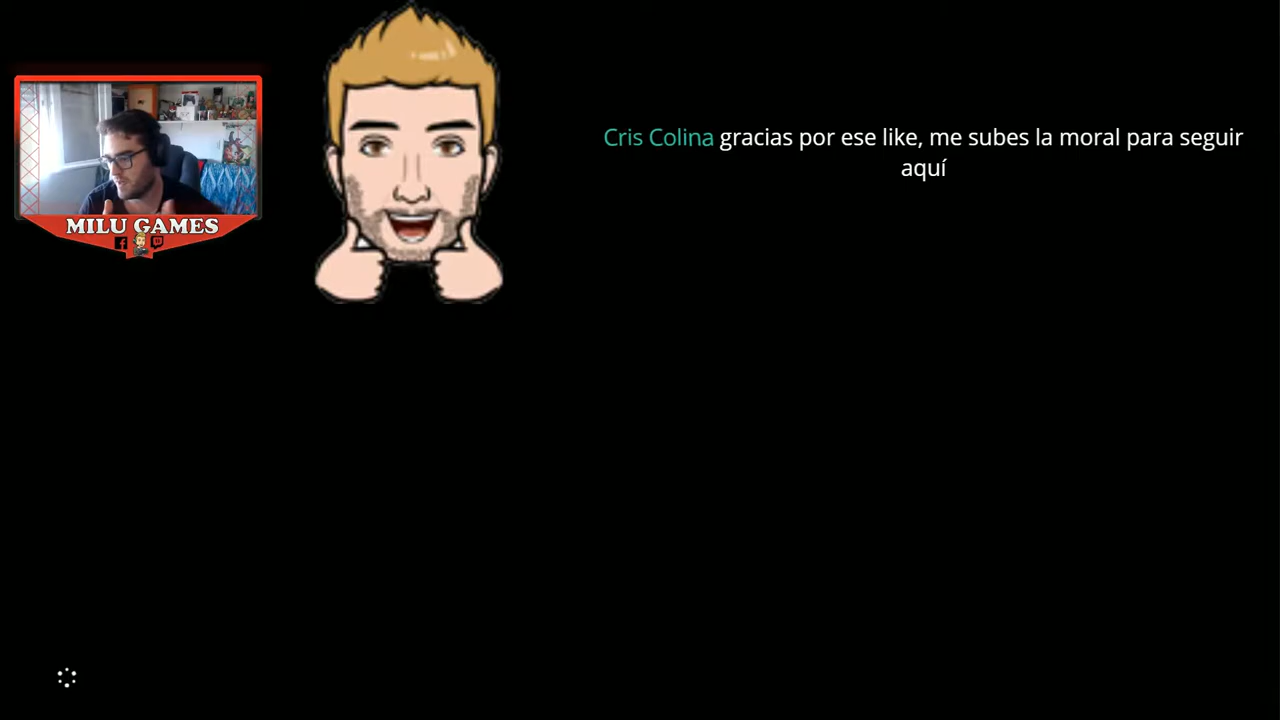 Cris Colina gracias por ese like, me subes la moral para seguir
aquí
MILU GAMES